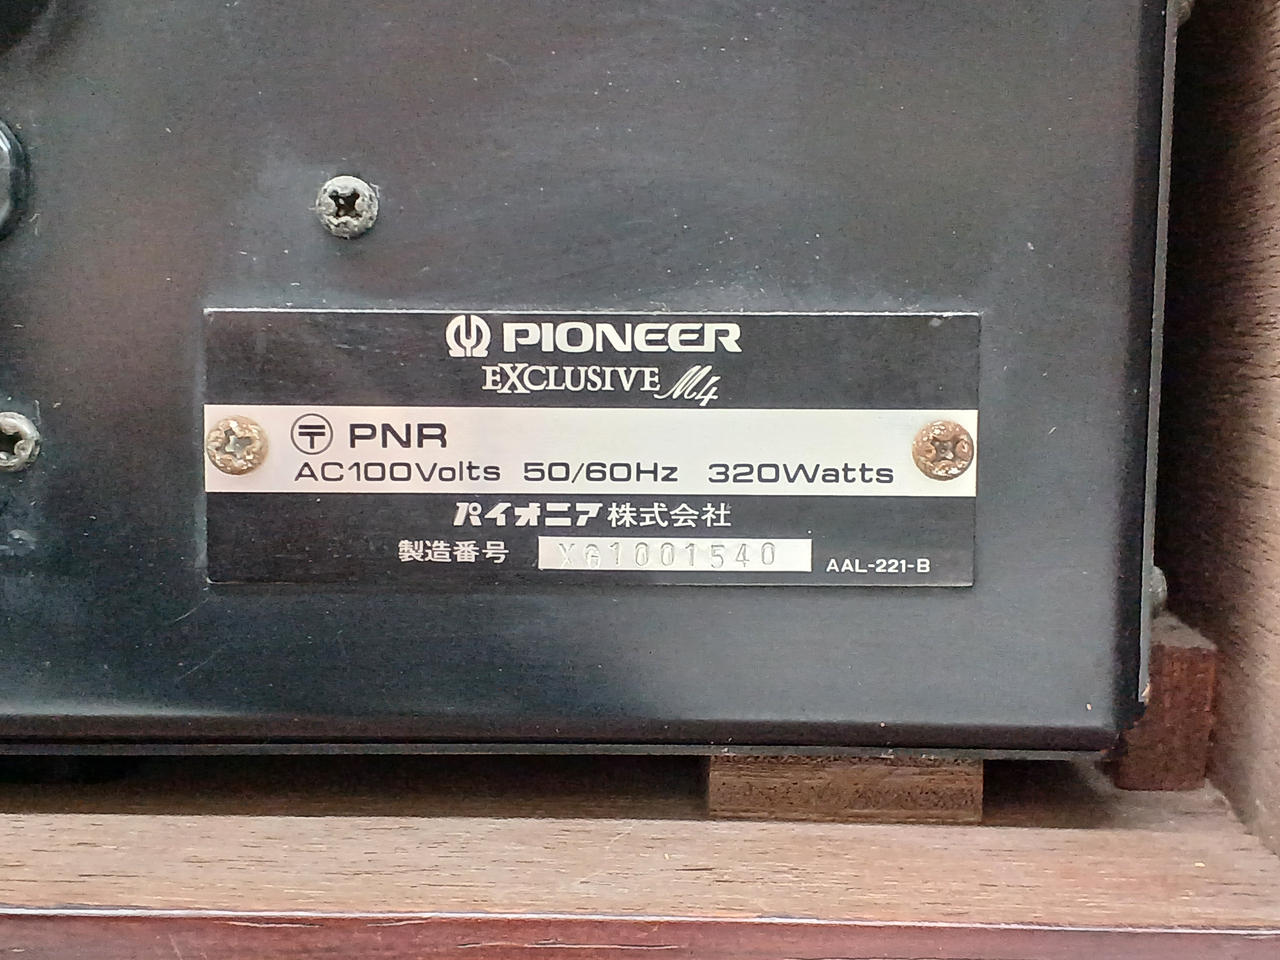 PIONEER
EXCLUSIVE M4
〒 PNR
AC100Volts 50/60Hz 320Watts
パイオニア株式会社
製造番号 XG1001540 AAL-221-B